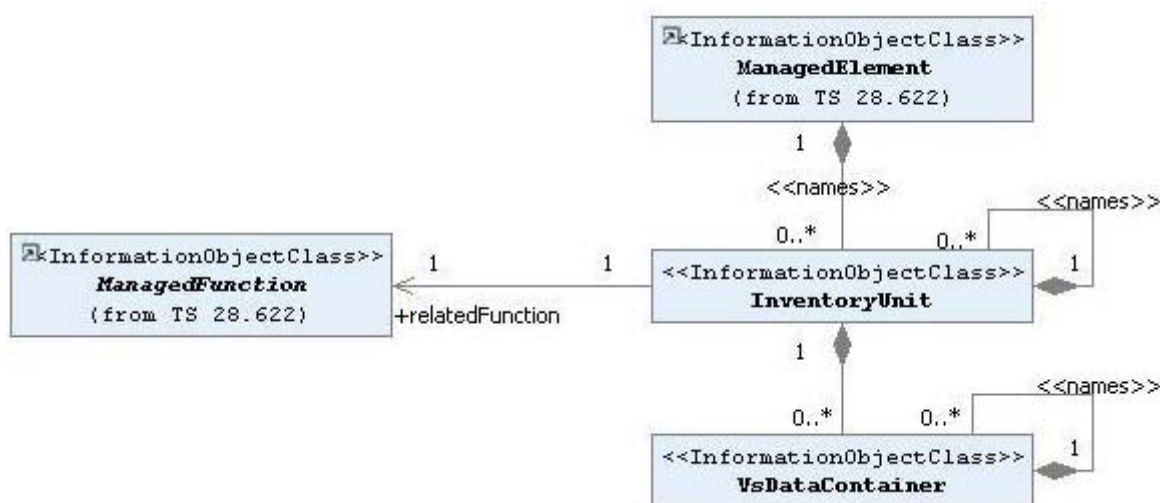 <<InformationObjectClass>>
ManagedElement
(from TS 28.622)
1
<<names>>
<<names>>
0..*
0..*
<<InformationObjectClass>>
ManagedFunction
(from TS 28.622)
1
1
+relatedFunction
<<InformationObjectClass>>
InventoryUnit
1
1
<<names>>
0..*
0..*
<<InformationObjectClass>>
VsDataContainer
1